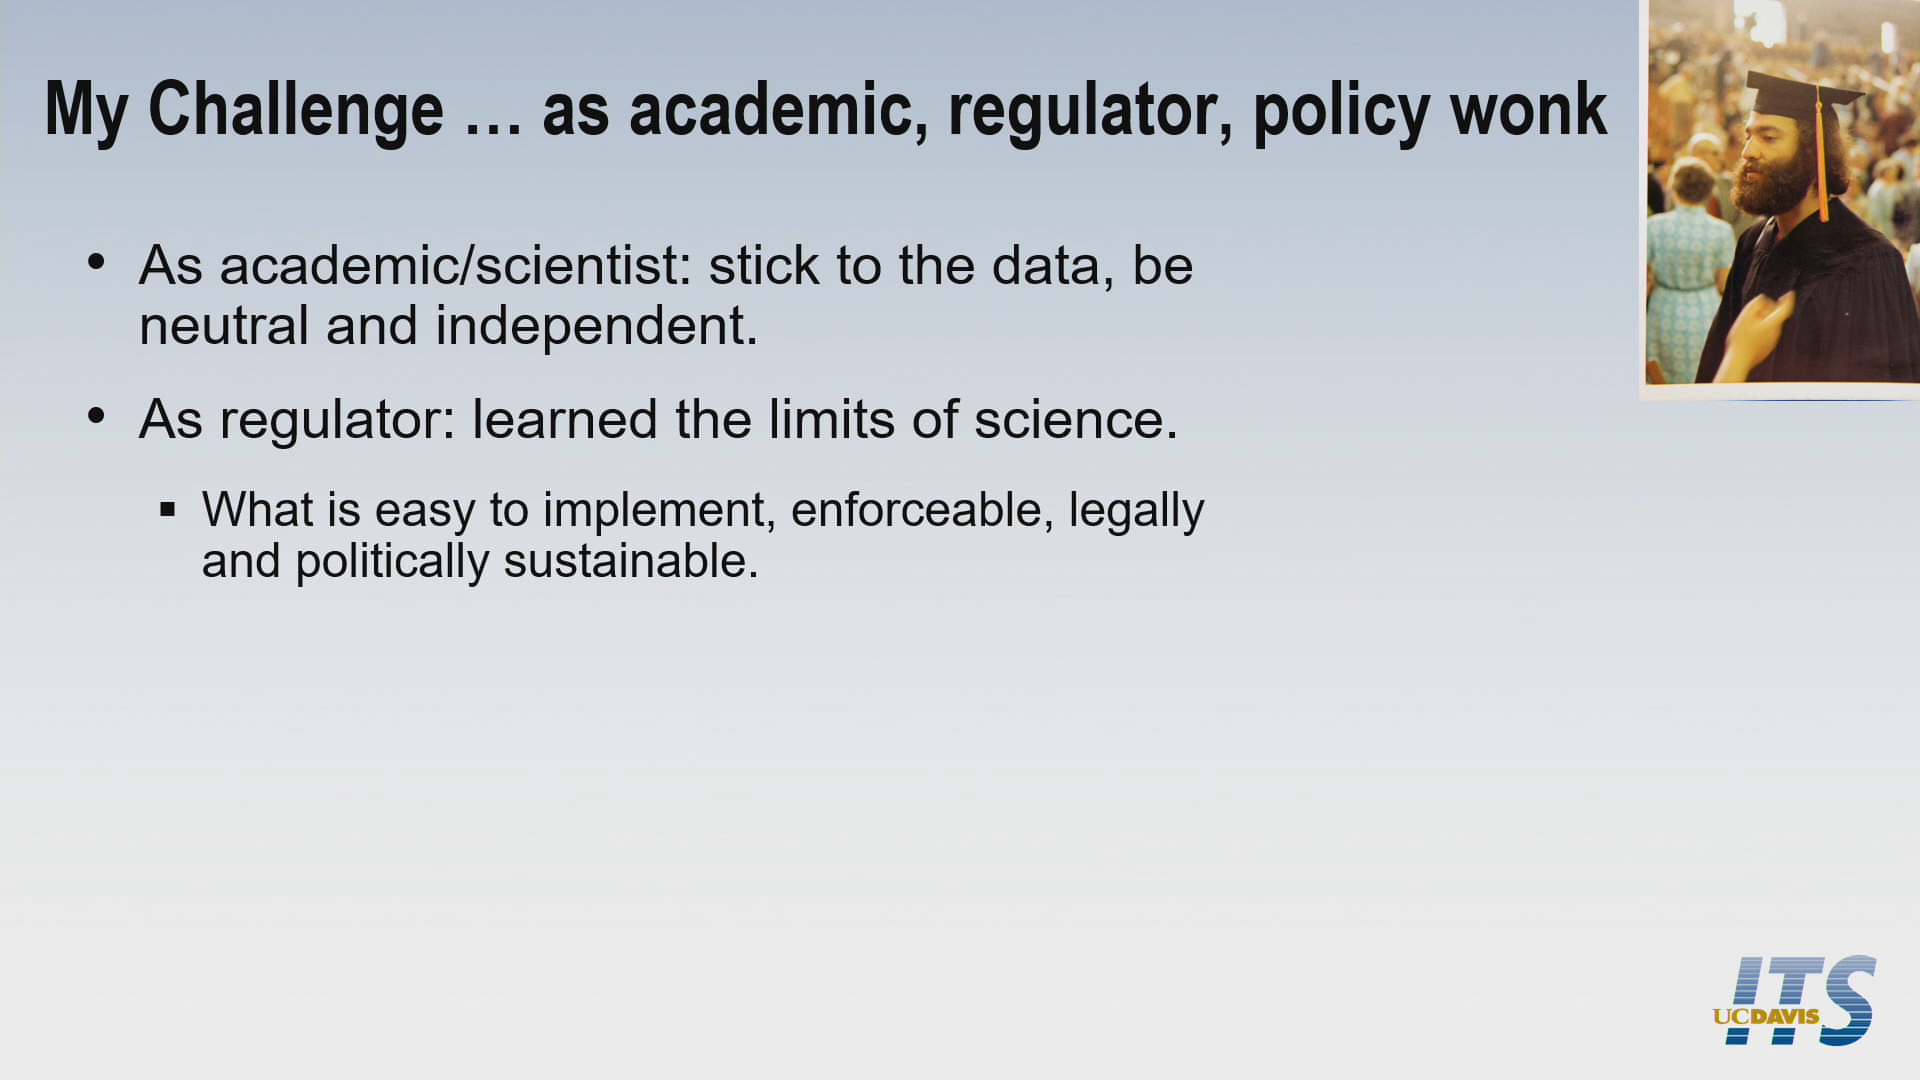 My Challenge … as academic, regulator, policy wonk
• As academic/scientist: stick to the data, be
neutral and independent.
• As regulator: learned the limits of science.
▪ What is easy to implement, enforceable, legally
and politically sustainable.
ITS
UCDAVIS